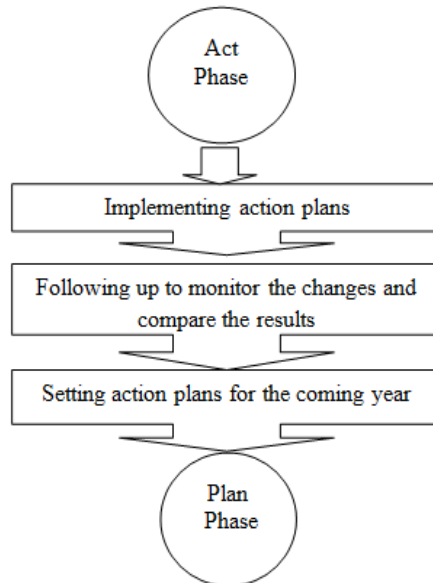 Act
Phase
Implementing action plans
Following up to monitor the changes and
compare the results
Setting action plans for the coming year
Plan
Phase